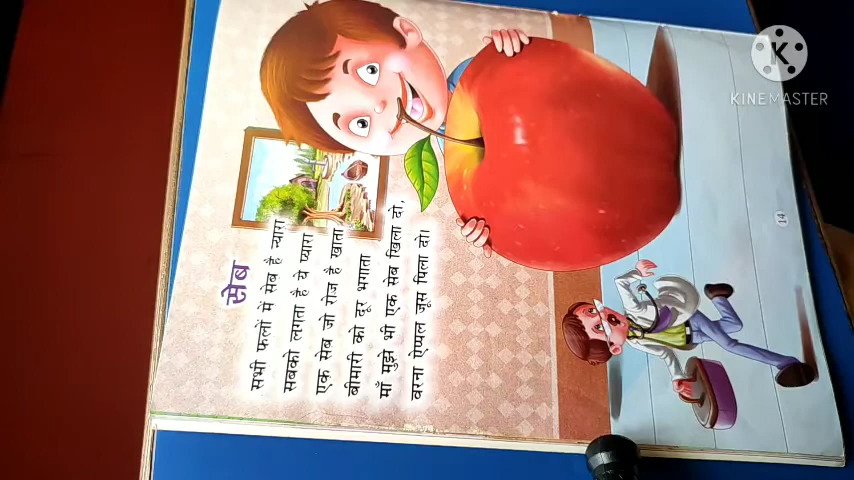 सेब
सभी फलों में सेब है न्यारा
सबको लगता है ये प्यारा
एक सेब जो रोज है खाता
बीमारी को दूर भगाता
माँ मुझे भी एक सेब खिला दो,
वरना ऐप्पल जूस पिला दो।
14
K
KINEMASTER